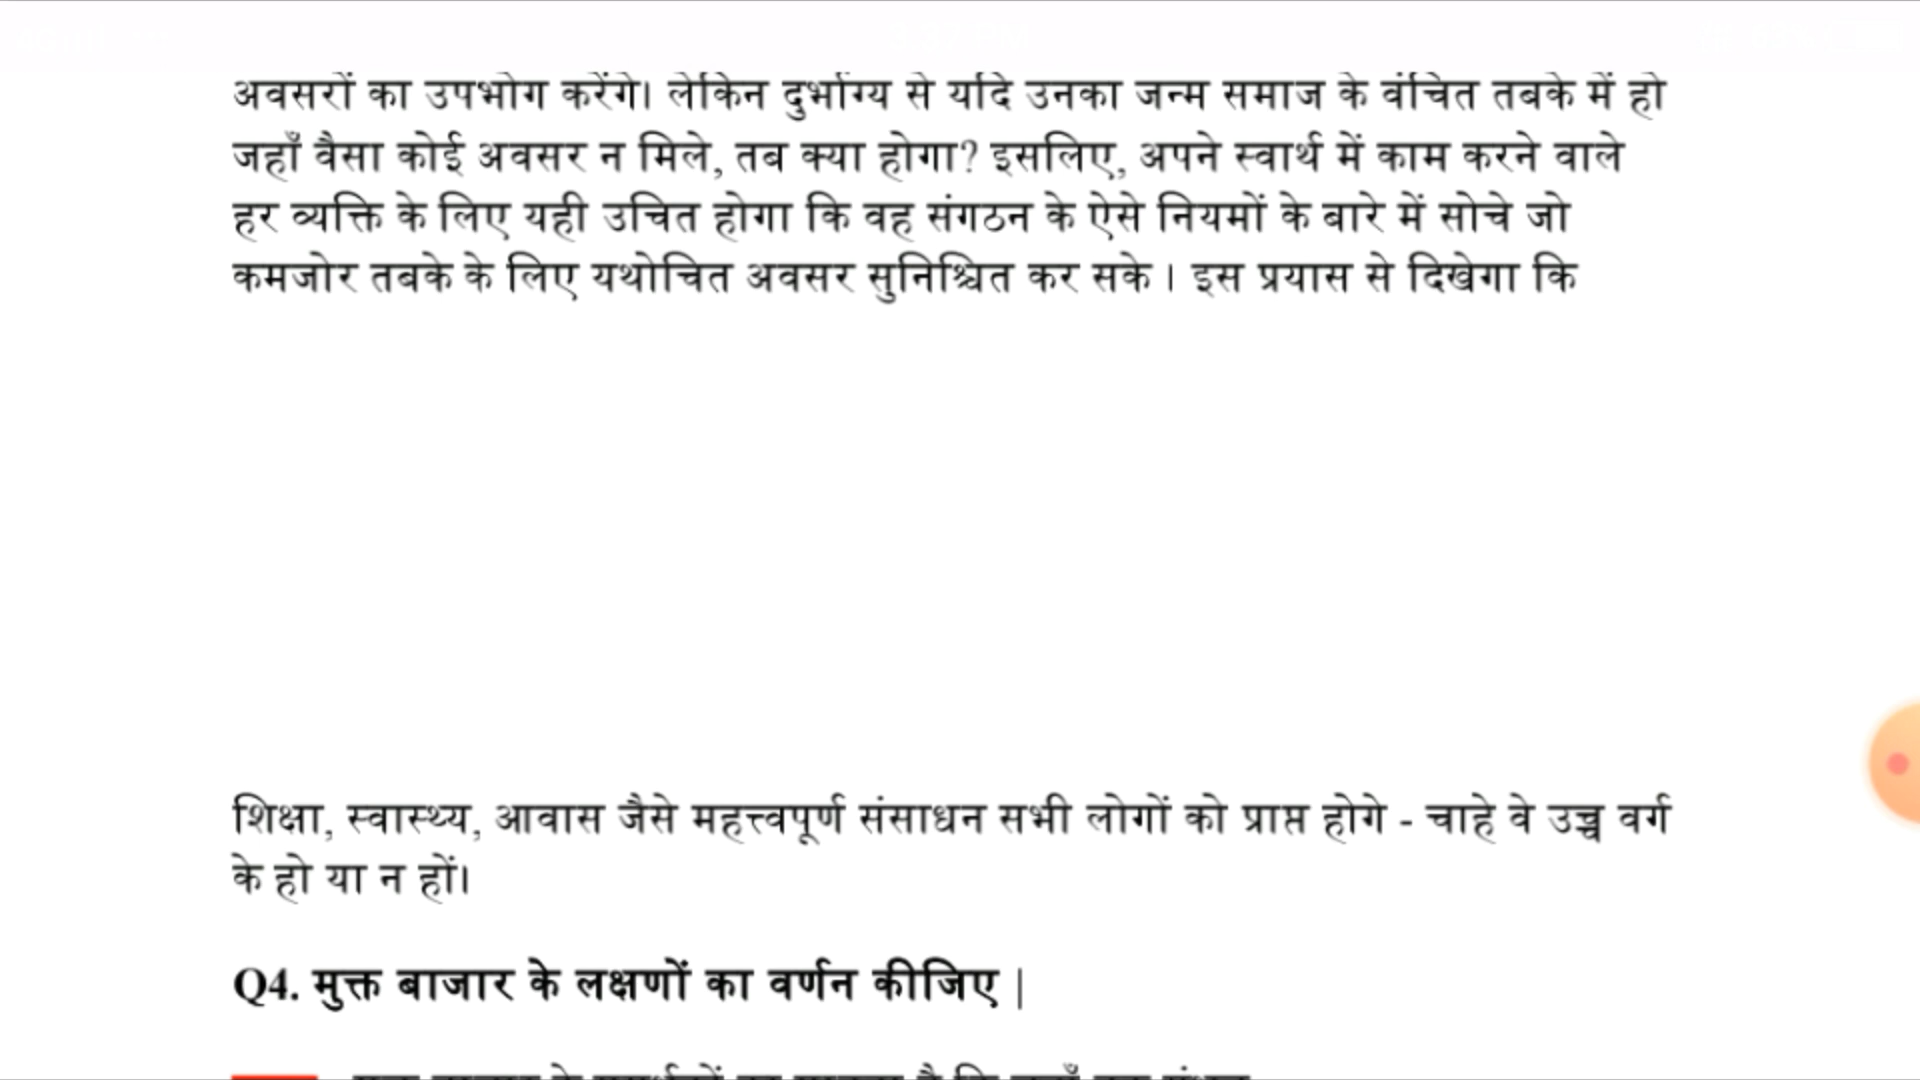 अवसरों का उपभोग करेंगे। लेकिन दुर्भाग्य से यदि उनका जन्म समाज के वंचित तबके में हो
जहाँ वैसा कोई अवसर न मिले, तब क्या होगा? इसलिए, अपने स्वार्थ में काम करने वाले
हर व्यक्ति के लिए यही उचित होगा कि वह संगठन के ऐसे नियमों के बारे में सोचे जो
कमजोर तबके के लिए यथोचित अवसर सुनिश्चित कर सके । इस प्रयास से दिखेगा कि
शिक्षा, स्वास्थ्य, आवास जैसे महत्त्वपूर्ण संसाधन सभी लोगों को प्राप्त होगे - चाहे वे उच्च वर्ग
के हो या न हों।
Q4. मुक्त बाजार के लक्षणों का वर्णन कीजिए |